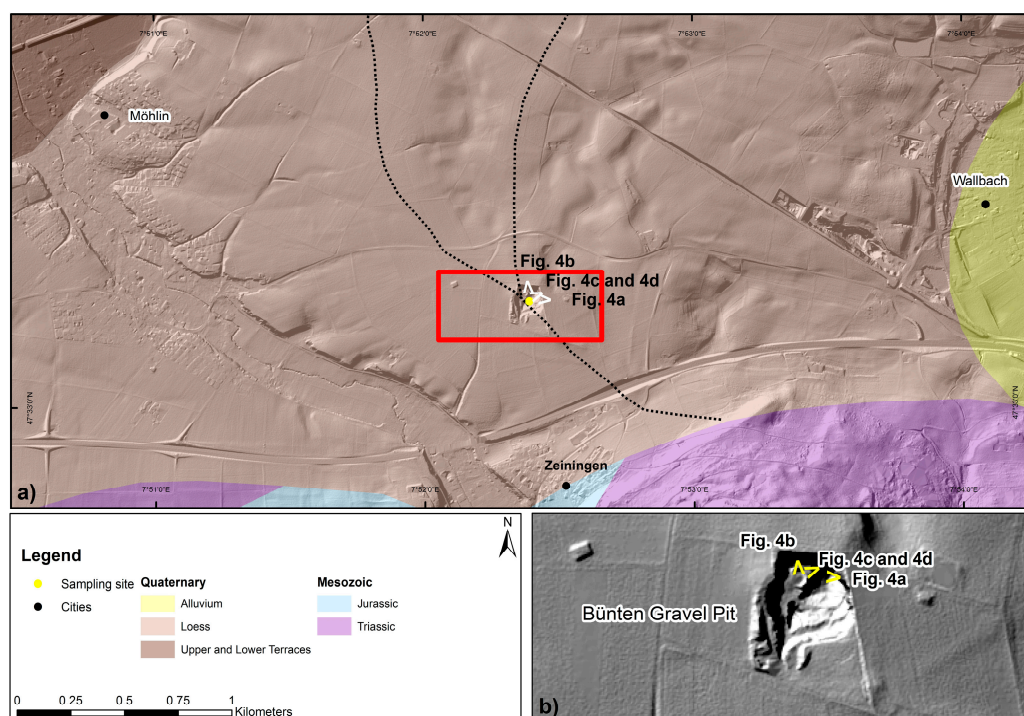 7°51'0"E
7°52'0"E
7°53'0"E
7°54'0"E
Möhlin
Wallbach
Fig. 4b
Fig. 4c and 4d
Fig. 4a
47°33'0"N
47°33'0"N
Zeiningen
a)
7°51'0"E
7°52'0"E
7°53'0"E
7°54'0"E
N
Legend
Sampling site
Cities
Quaternary
Alluvium
Loess
Upper and Lower Terraces
Mesozoic
Jurassic
Triassic
0 0.25 0.5 0.75 1
Kilometers
Fig. 4b
Fig. 4c and 4d
Fig. 4a
Bünten Gravel Pit
b)